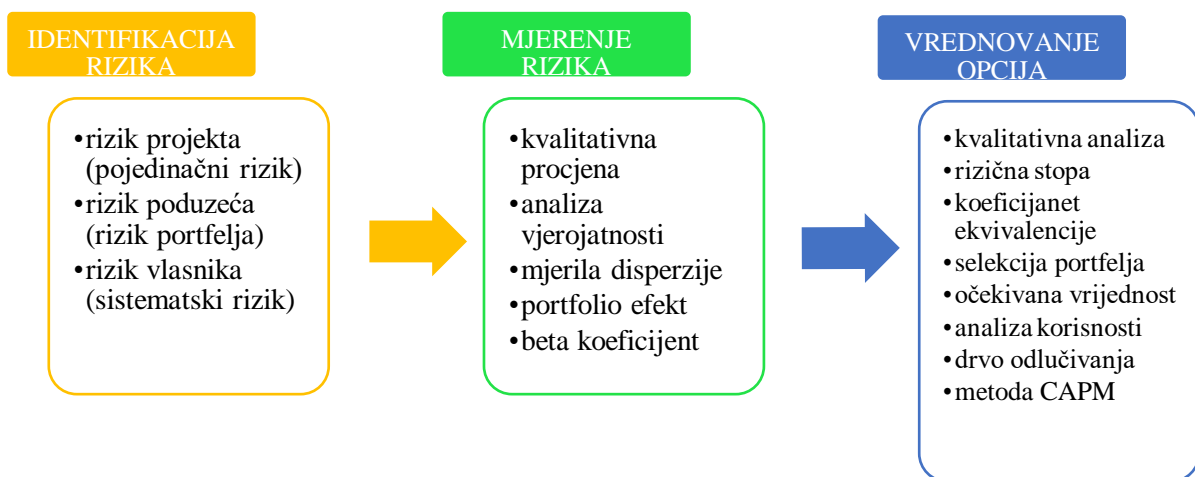 IDENTIFIKACIJA
RIZIKA
•rizik projekta
(pojedinačni rizik)
•rizik poduzeća
(rizik portfelja)
•rizik vlasnika
(sistematski rizik)
MJERENJE
RIZIKA
•kvalitativna
procjena
•analiza
vjerojatnosti
•mjerila disperzije
•portfolio efekt
•beta koeficijent
VREDNOVANJE
OPCIJA
•kvalitativna analiza
•rizična stopa
•koeficijanet
ekvivalencije
•selekcija portfelja
•očekivana vrijednost
•analiza korisnosti
•drvo odlučivanja
•metoda CAPM